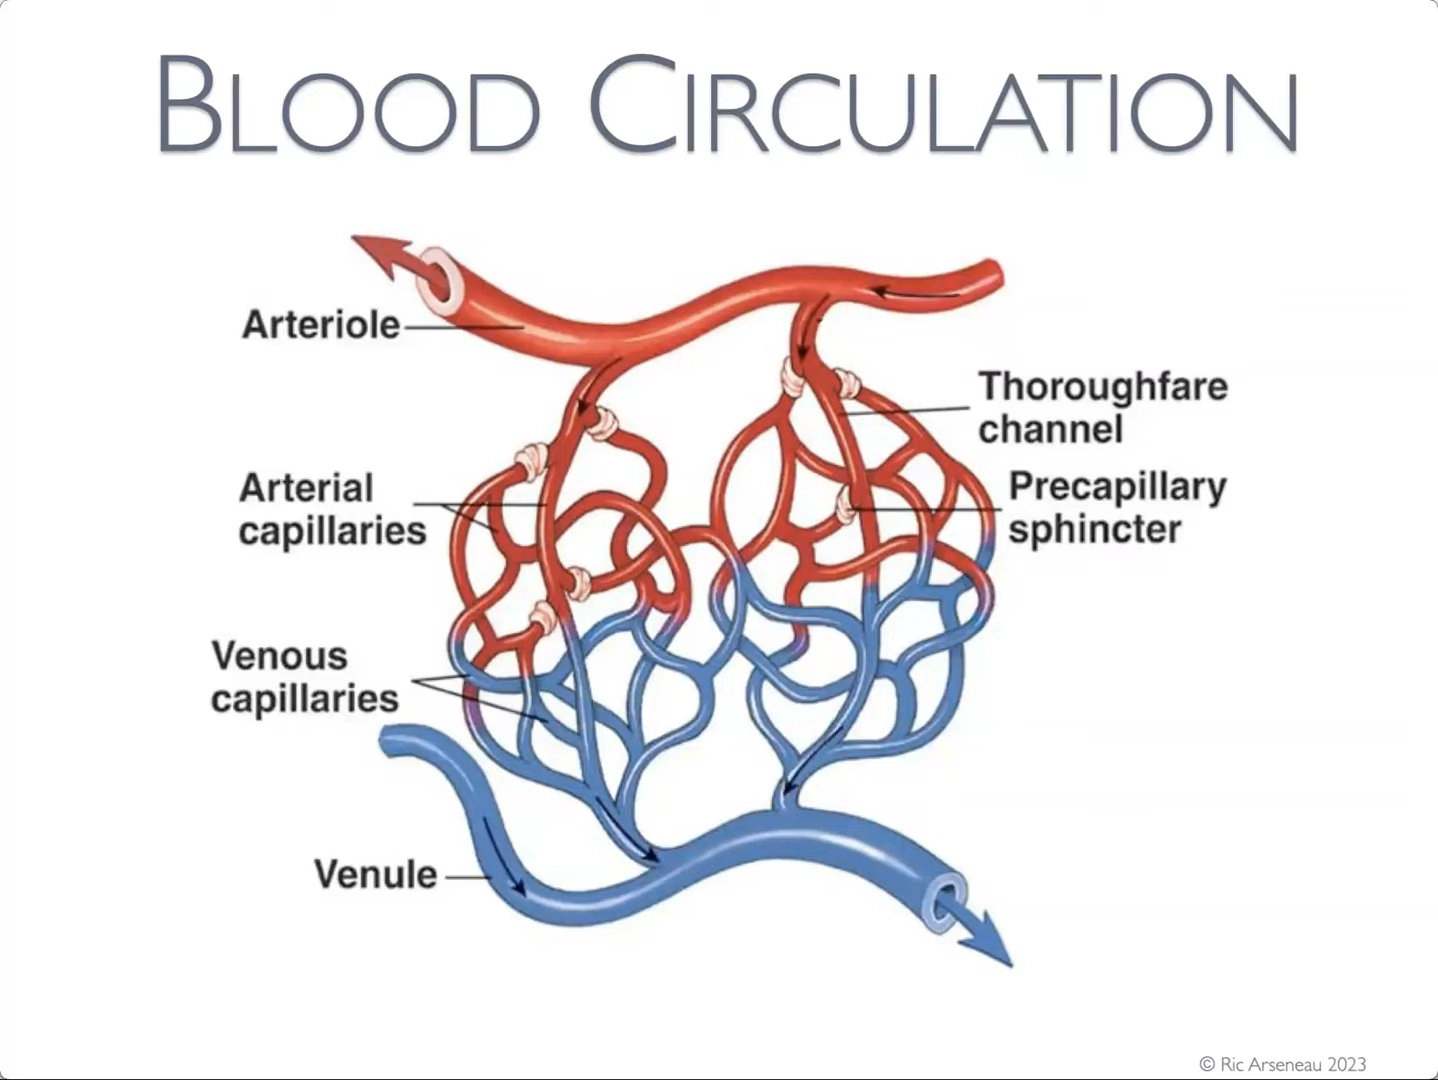 BLOOD CIRCULATION
Arteriole
Thoroughfare
channel
Arterial
capillaries
Precapillary
sphincter
Venous
capillaries
Venule
© Ric Arseneau 2023